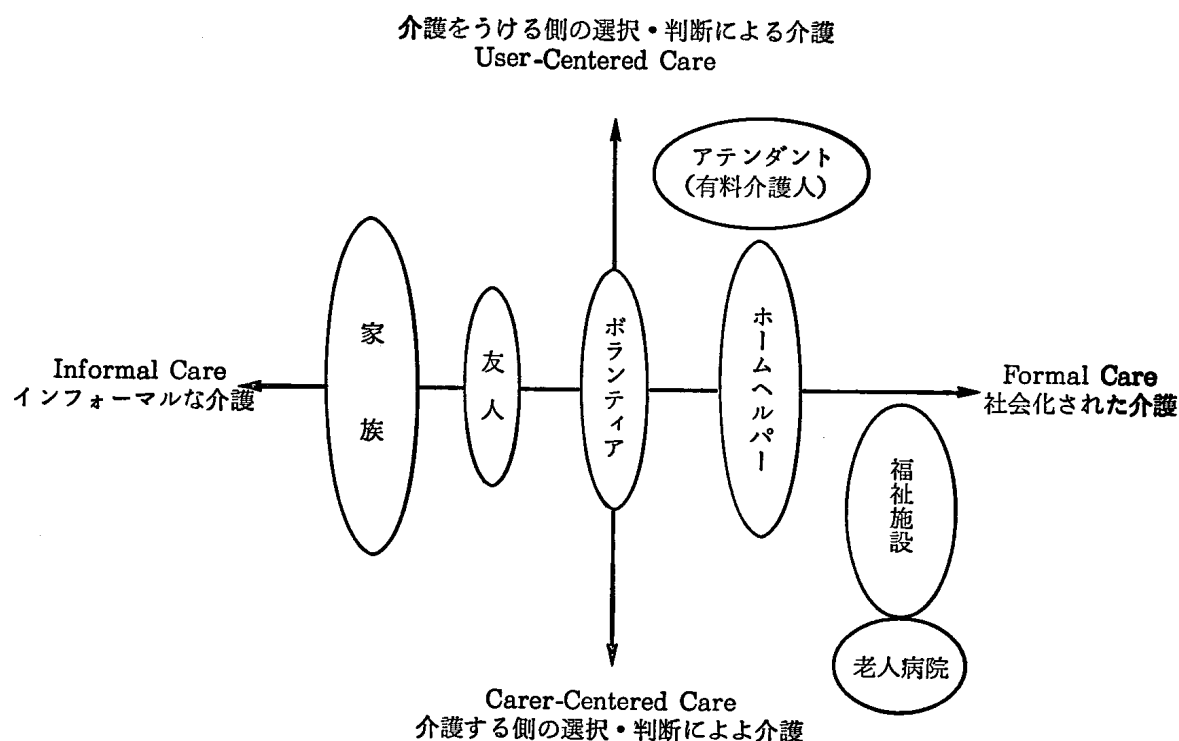 介護をうける側の選択・判断による介護
User-Centered Care
アテンダント
(有料介護人)
家族
友人
ボランティア
ホームヘルパー
Informal Care
インフォーマルな介護
Formal Care
社会化された介護
福祉施設
老人病院
Carer-Centered Care
介護する側の選択・判断によよ介護